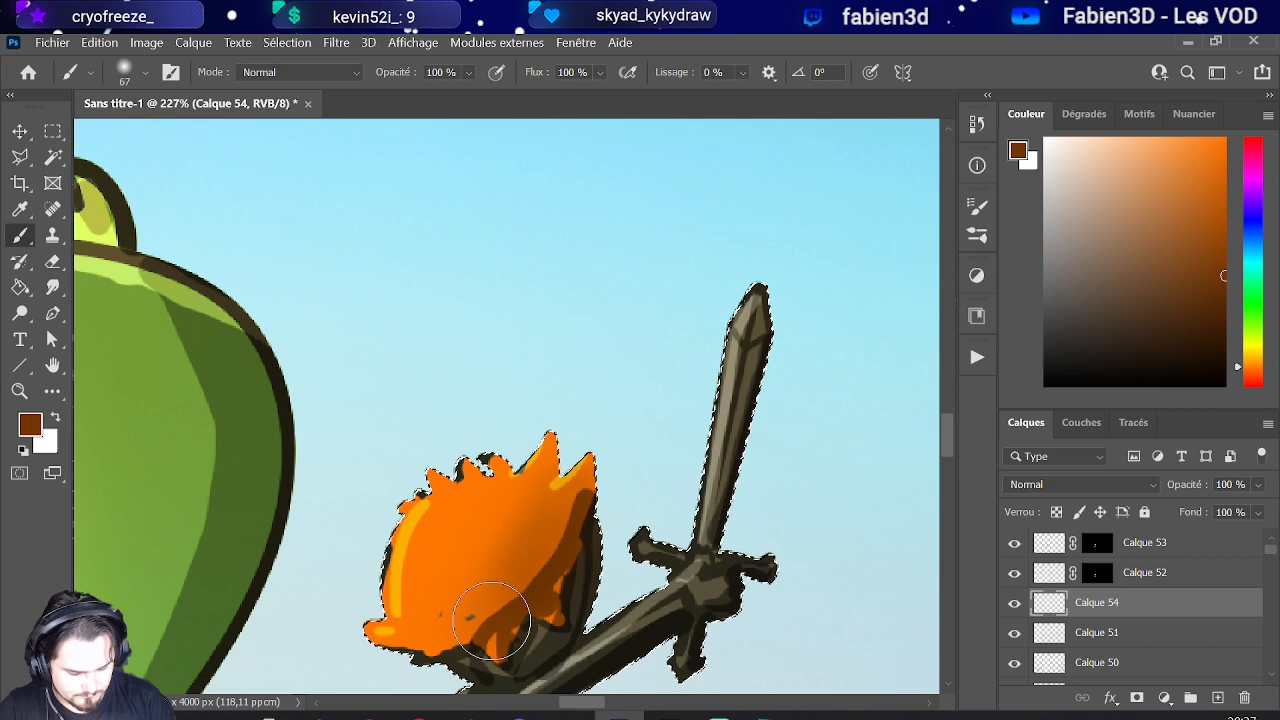 cryofreeze_
kevin52i_: 9
skyad_kykydraw
fabien3d
Fabien3D - Les VOD
Ps Fichier Edition Image Calque Texte Sélection Filtre 3D Affichage Modules externes Fenêtre Aide
67 Mode : Normal Opacité : 100 % Flux : 100 % Lissage : 0 % 0°
Sans titre-1 @ 227% (Calque 54, RVB/8) *
Couleur Dégradés Motifs Nuancier
Calques Couches Tracés
Type
Normal Opacité : 100 %
Verrou : Fond : 100 %
Calque 53
Calque 52
Calque 54
Calque 51
Calque 50
fx
x 4000 px (118,11 ppcm)